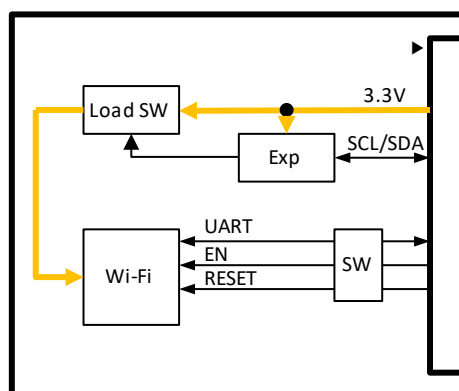 3.3V
Load SW
SCL/SDA
Exp
UART
EN
SW
Wi-Fi
RESET